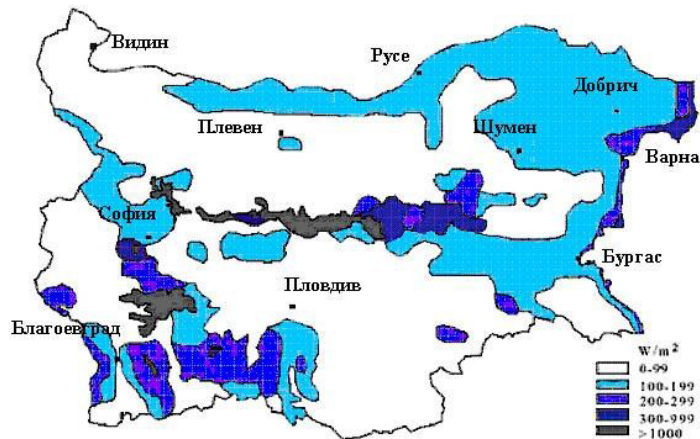 Видин
Русе
Добрич
Плевен
Шумен
Варна
София
Бургас
Пловдив
Благоевград
W/m²
0-99
100-199
200-299
300-999
>1000